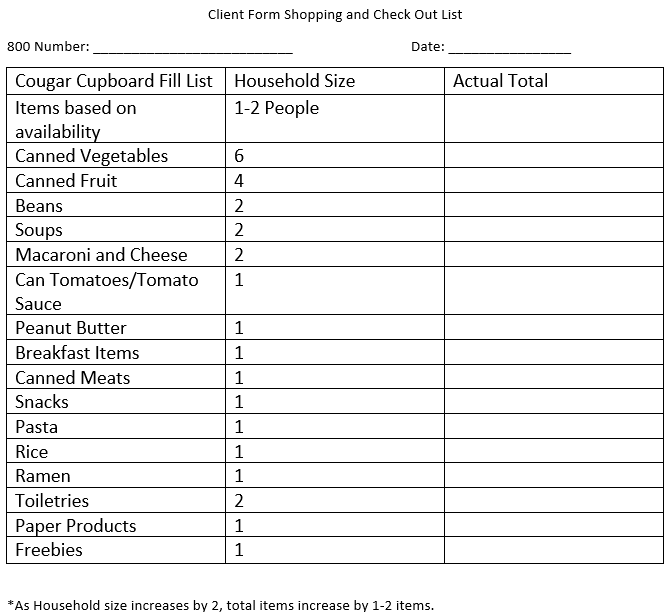 Client Form Shopping and Check Out List
800 Number: __________________________ Date: ________________
Cougar Cupboard Fill List Household Size Actual Total
Items based on 1-2 People
availability
Canned Vegetables 6
Canned Fruit 4
Beans 2
Soups 2
Macaroni and Cheese 2
Can Tomatoes/Tomato 1
Sauce
Peanut Butter 1
Breakfast Items 1
Canned Meats 1
Snacks 1
Pasta 1
Rice 1
Ramen 1
Toiletries 2
Paper Products 1
Freebies 1
*As Household size increases by 2, total items increase by 1-2 items.